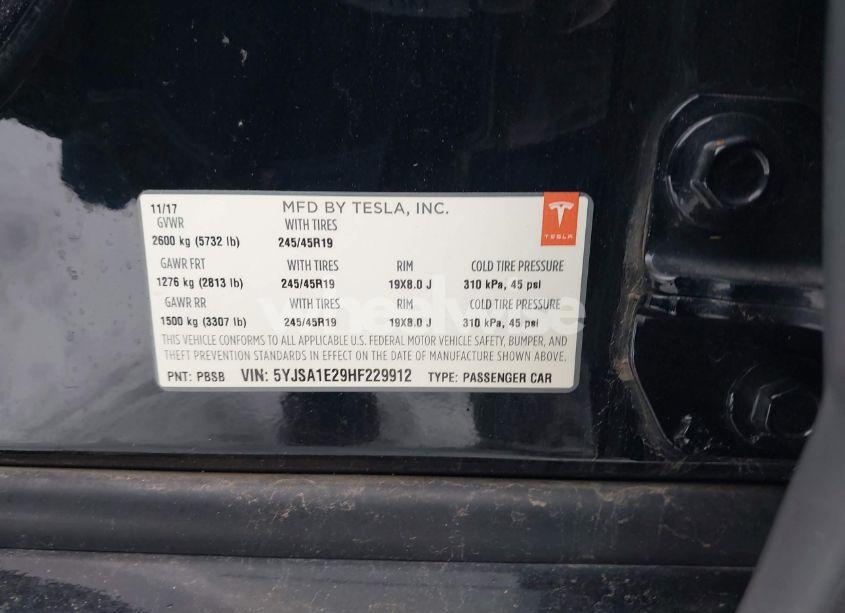 11/17 MFD BY TESLA, INC.
GVWR WITH TIRES
2600 kg (5732 lb) 245/45R19
TESLA
GAWR FRT WITH TIRES RIM COLD TIRE PRESSURE
1276 kg (2813 lb) 245/45R19 19X8.0 J 310 kPa, 45 psi
GAWR RR WITH TIRES RIM COLD TIRE PRESSURE
1500 kg (3307 lb) 245/45R19 19X8.0 J 310 kPa, 45 psi
THIS VEHICLE CONFORMS TO ALL APPLICABLE U.S. FEDERAL MOTOR VEHICLE SAFETY, BUMPER, AND
THEFT PREVENTION STANDARDS IN EFFECT ON THE DATE OF MANUFACTURE SHOWN ABOVE.
PNT: PBSB VIN: 5YJSA1E29HF229912 TYPE: PASSENGER CAR